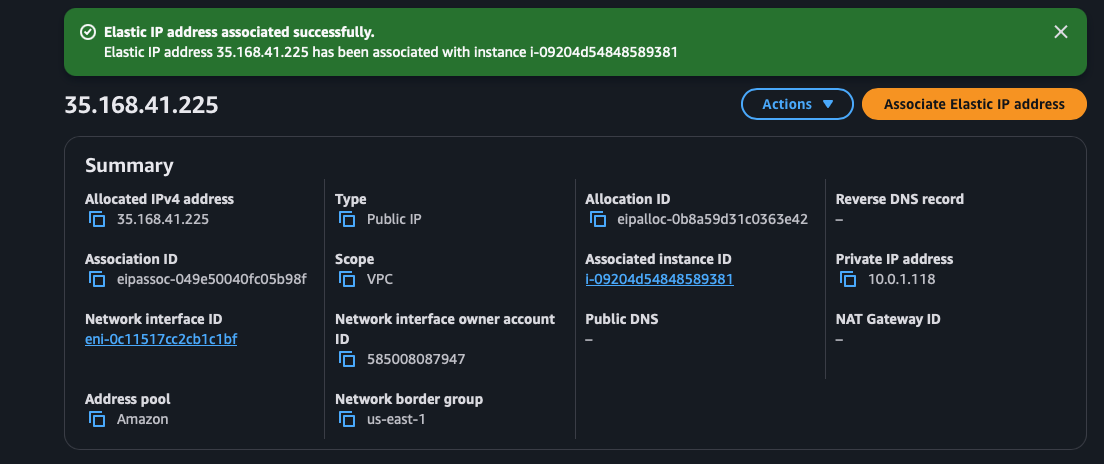 Elastic IP address associated successfully.
Elastic IP address 35.168.41.225 has been associated with instance i-09204d54848589381
35.168.41.225
Actions
Associate Elastic IP address
Summary
Allocated IPv4 address
35.168.41.225
Type
Public IP
Allocation ID
eipalloc-0b8a59d31c0363e42
Reverse DNS record
–
Association ID
eipassoc-049e50040fc05b98f
Scope
VPC
Associated instance ID
i-09204d54848589381
Private IP address
10.0.1.118
Network interface ID
eni-0c11517cc2cb1c1bf
Network interface owner account
ID
585008087947
Public DNS
–
NAT Gateway ID
–
Address pool
Amazon
Network border group
us-east-1